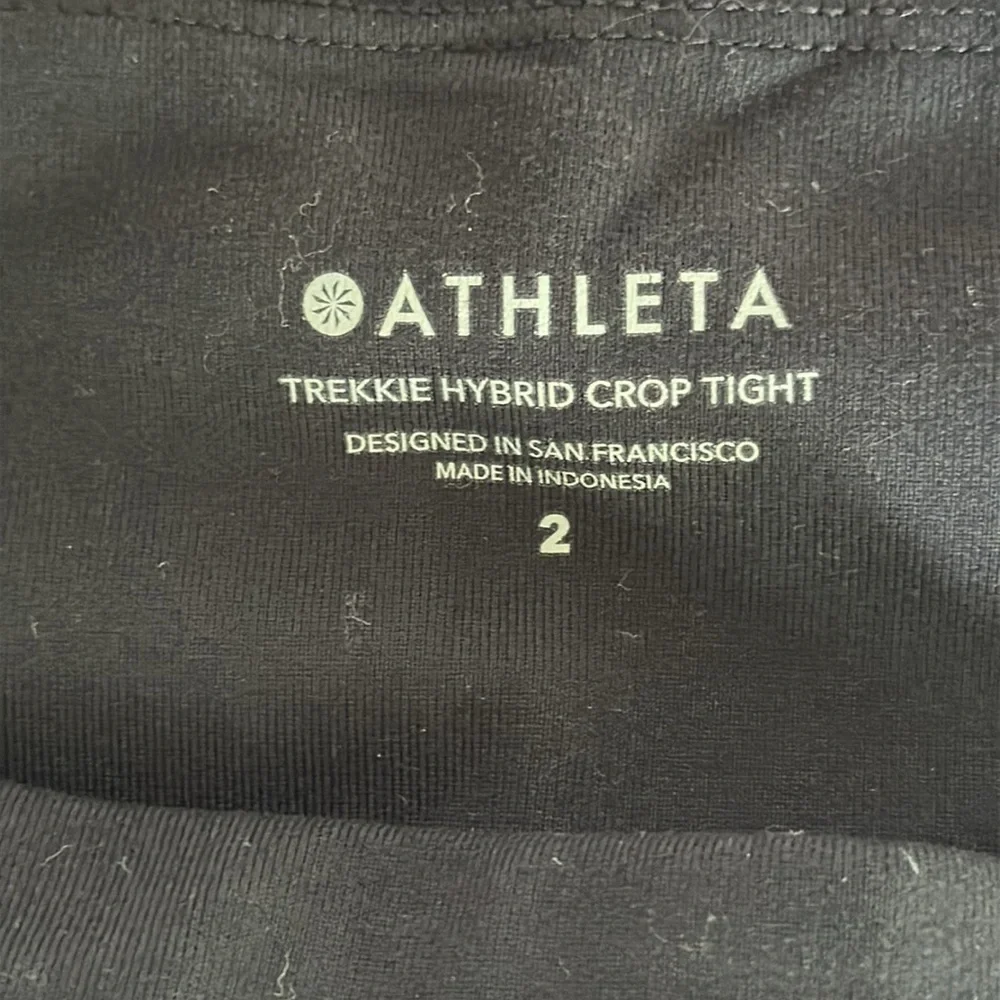 ATHLETA
TREKKIE HYBRID CROP TIGHT
DESIGNED IN SAN FRANCISCO
MADE IN INDONESIA
2